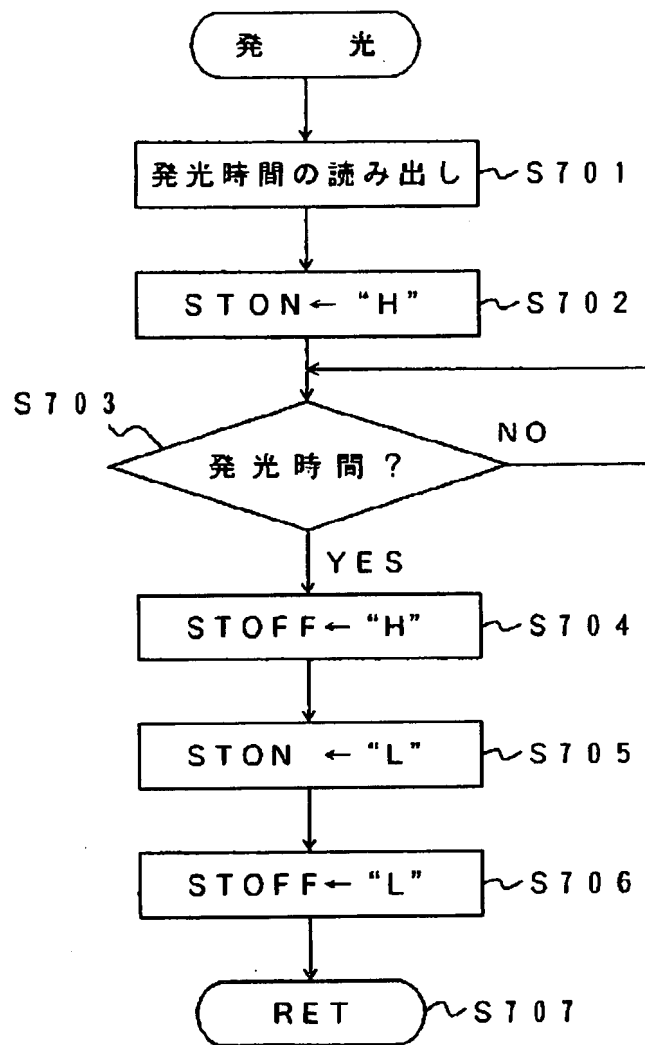 発 光
発光時間の読み出し S701
STON← “H” S702
S703
発光時間？ NO
YES
STOFF← “H” S704
STON ← “L” S705
STOFF← “L” S706
RET S707